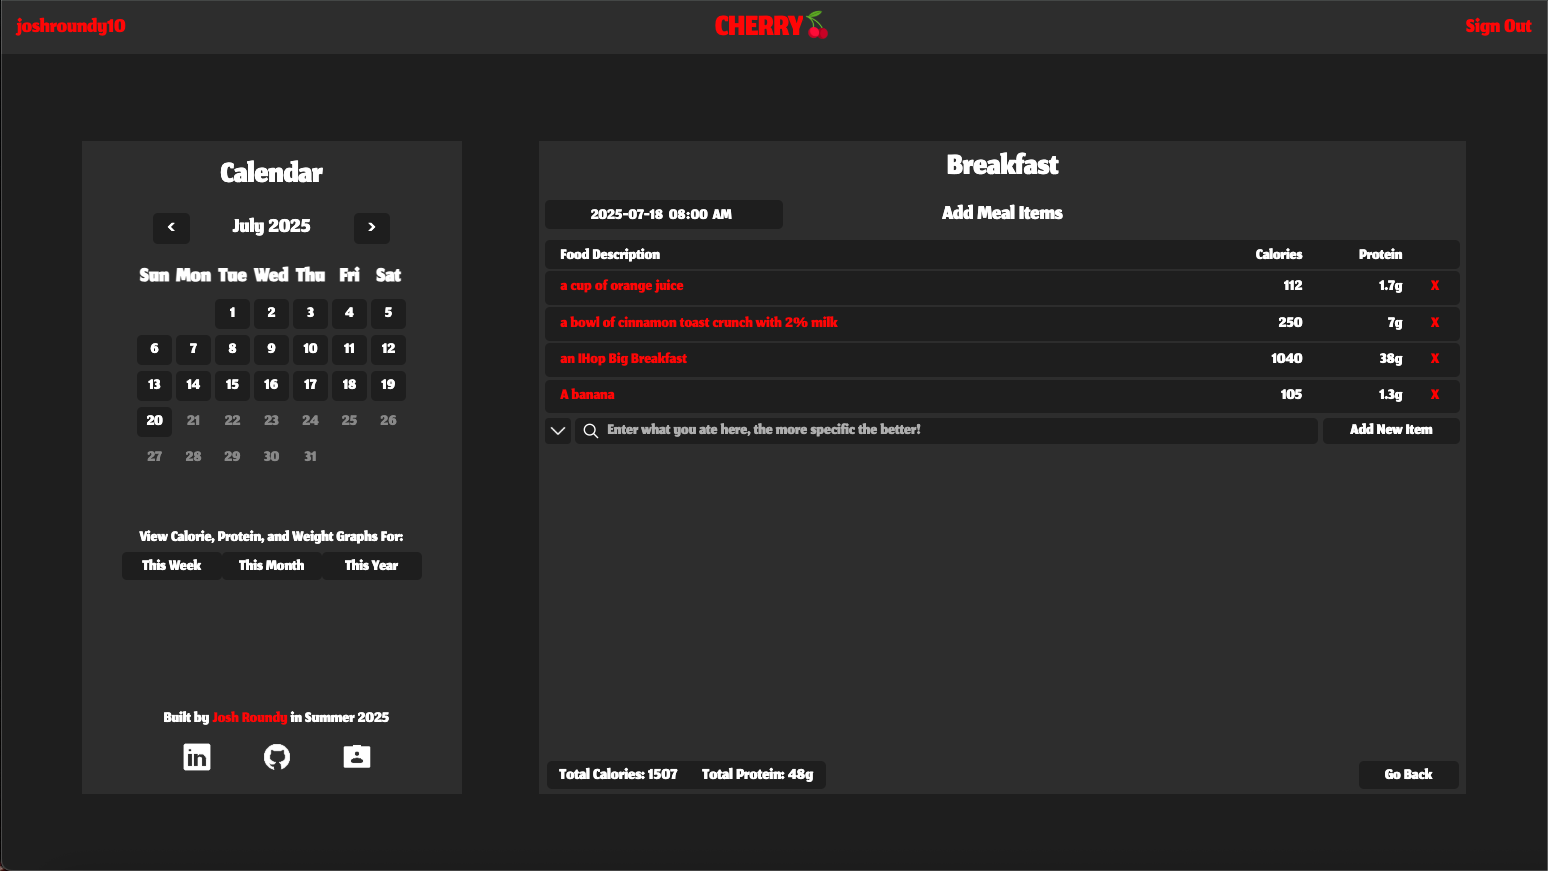 joshroundy10
CHERRY🍒
Sign Out
Calendar
< July 2025 >
Sun Mon Tue Wed Thu Fri Sat
1 2 3 4 5
6 7 8 9 10 11 12
13 14 15 16 17 18 19
20 21 22 23 24 25 26
27 28 29 30 31
View Calorie, Protein, and Weight Graphs For:
This Week This Month This Year
Built by Josh Roundy in Summer 2025
in
Breakfast
2025-07-18 08:00 AM
Add Meal Items
Food Description Calories Protein
a cup of orange juice 112 1.7g X
a bowl of cinnamon toast crunch with 2% milk 250 7g X
an IHop Big Breakfast 1040 38g X
A banana 105 1.3g X
Enter what you ate here, the more specific the better! Add New Item
Total Calories: 1507 Total Protein: 48g Go Back